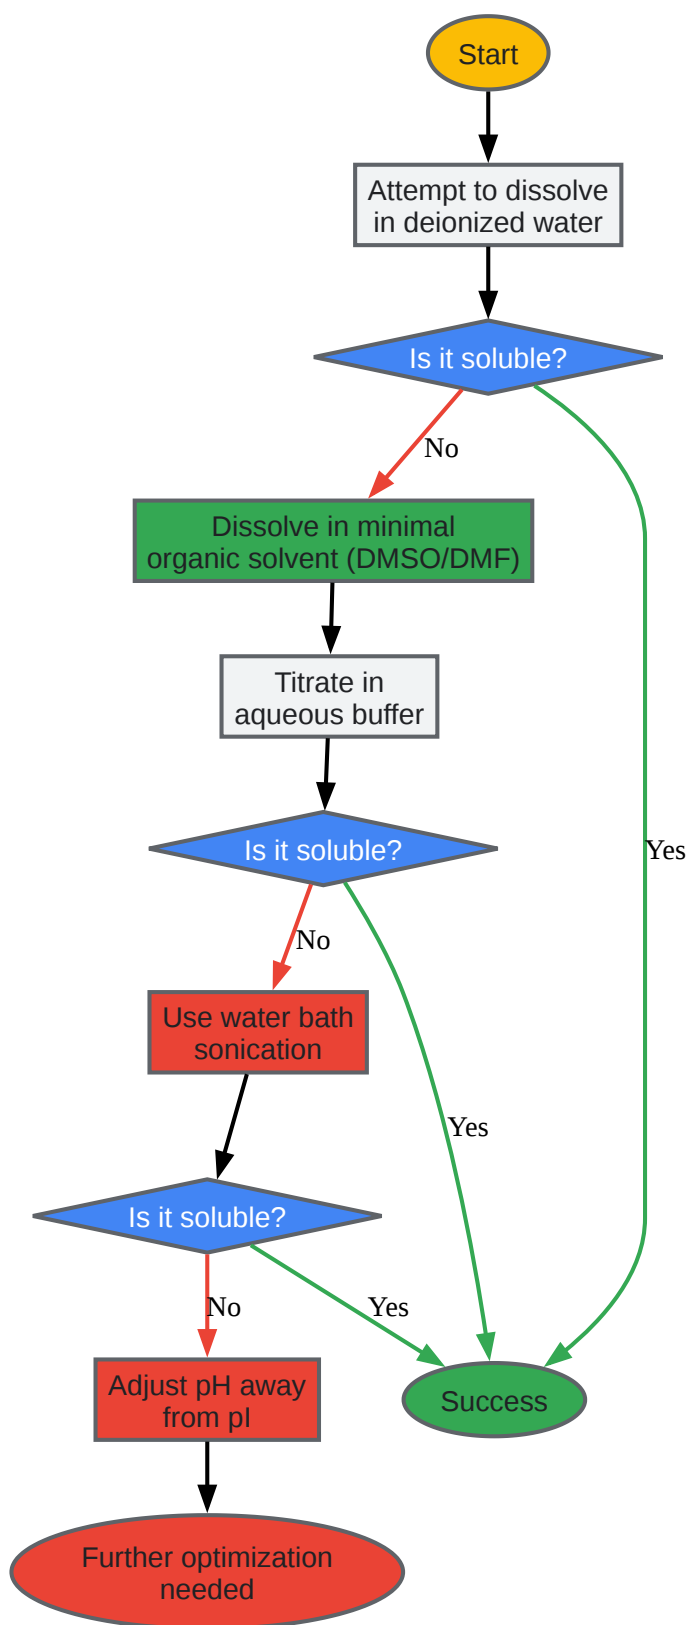 Start
Attempt to dissolve
in deionized water
Is it soluble?
No
Dissolve in minimal
organic solvent (DMSO/DMF)
Titrate in
aqueous buffer
Is it soluble?
Yes
No
Use water bath
sonication
Yes
Is it soluble?
No
Yes
Adjust pH away
from pI
Success
Further optimization
needed